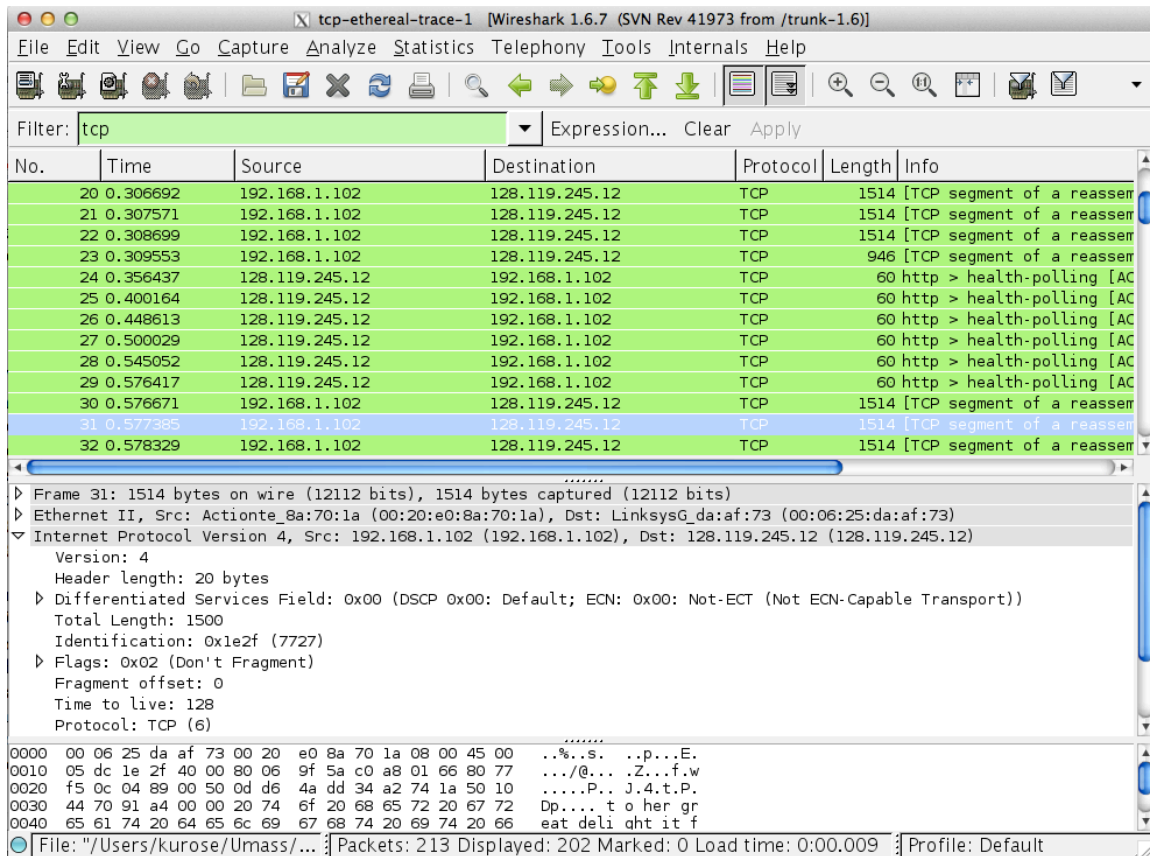 tcp-ethereal-trace-1 [Wireshark 1.6.7 (SVN Rev 41973 from /trunk-1.6)]
File Edit View Go Capture Analyze Statistics Telephony Tools Internals Help
Filter: tcp Expression... Clear Apply
No. Time Source Destination Protocol Length Info
20 0.306692 192.168.1.102 128.119.245.12 TCP 1514 [TCP segment of a reassem
21 0.307571 192.168.1.102 128.119.245.12 TCP 1514 [TCP segment of a reassem
22 0.308699 192.168.1.102 128.119.245.12 TCP 1514 [TCP segment of a reassem
23 0.309553 192.168.1.102 128.119.245.12 TCP 946 [TCP segment of a reassem
24 0.356437 128.119.245.12 192.168.1.102 TCP 60 http > health-polling [AC
25 0.400164 128.119.245.12 192.168.1.102 TCP 60 http > health-polling [AC
26 0.448613 128.119.245.12 192.168.1.102 TCP 60 http > health-polling [AC
27 0.500029 128.119.245.12 192.168.1.102 TCP 60 http > health-polling [AC
28 0.545052 128.119.245.12 192.168.1.102 TCP 60 http > health-polling [AC
29 0.576417 128.119.245.12 192.168.1.102 TCP 60 http > health-polling [AC
30 0.576671 192.168.1.102 128.119.245.12 TCP 1514 [TCP segment of a reassem
31 0.577385 192.168.1.102 128.119.245.12 TCP 1514 [TCP segment of a reassem
32 0.578329 192.168.1.102 128.119.245.12 TCP 1514 [TCP segment of a reassem
Frame 31: 1514 bytes on wire (12112 bits), 1514 bytes captured (12112 bits)
Ethernet II, Src: Actionte_8a:70:1a (00:20:e0:8a:70:1a), Dst: LinksysG_da:af:73 (00:06:25:da:af:73)
Internet Protocol Version 4, Src: 192.168.1.102 (192.168.1.102), Dst: 128.119.245.12 (128.119.245.12)
Version: 4
Header length: 20 bytes
Differentiated Services Field: 0x00 (DSCP 0x00: Default; ECN: 0x00: Not-ECT (Not ECN-Capable Transport))
Total Length: 1500
Identification: 0x1e2f (7727)
Flags: 0x02 (Don't Fragment)
Fragment offset: 0
Time to live: 128
Protocol: TCP (6)
0000 00 06 25 da af 73 00 20 e0 8a 70 1a 08 00 45 00 ..%..s. ..p...E.
0010 05 dc 1e 2f 40 00 80 06 9f 5a c0 a8 01 66 80 77 .../@... .Z...f.w
0020 f5 0c 04 89 00 50 0d d6 4a dd 34 a2 74 1a 50 10 .....P.. J.4.t.P.
0030 44 70 91 a4 00 00 20 74 6f 20 68 65 72 20 67 72 Dp.... t o her gr
0040 65 61 74 20 64 65 6c 69 67 68 74 20 69 74 20 66 eat deli ght it f
File: "/Users/kurose/Umass/... Packets: 213 Displayed: 202 Marked: 0 Load time: 0:00.009 Profile: Default